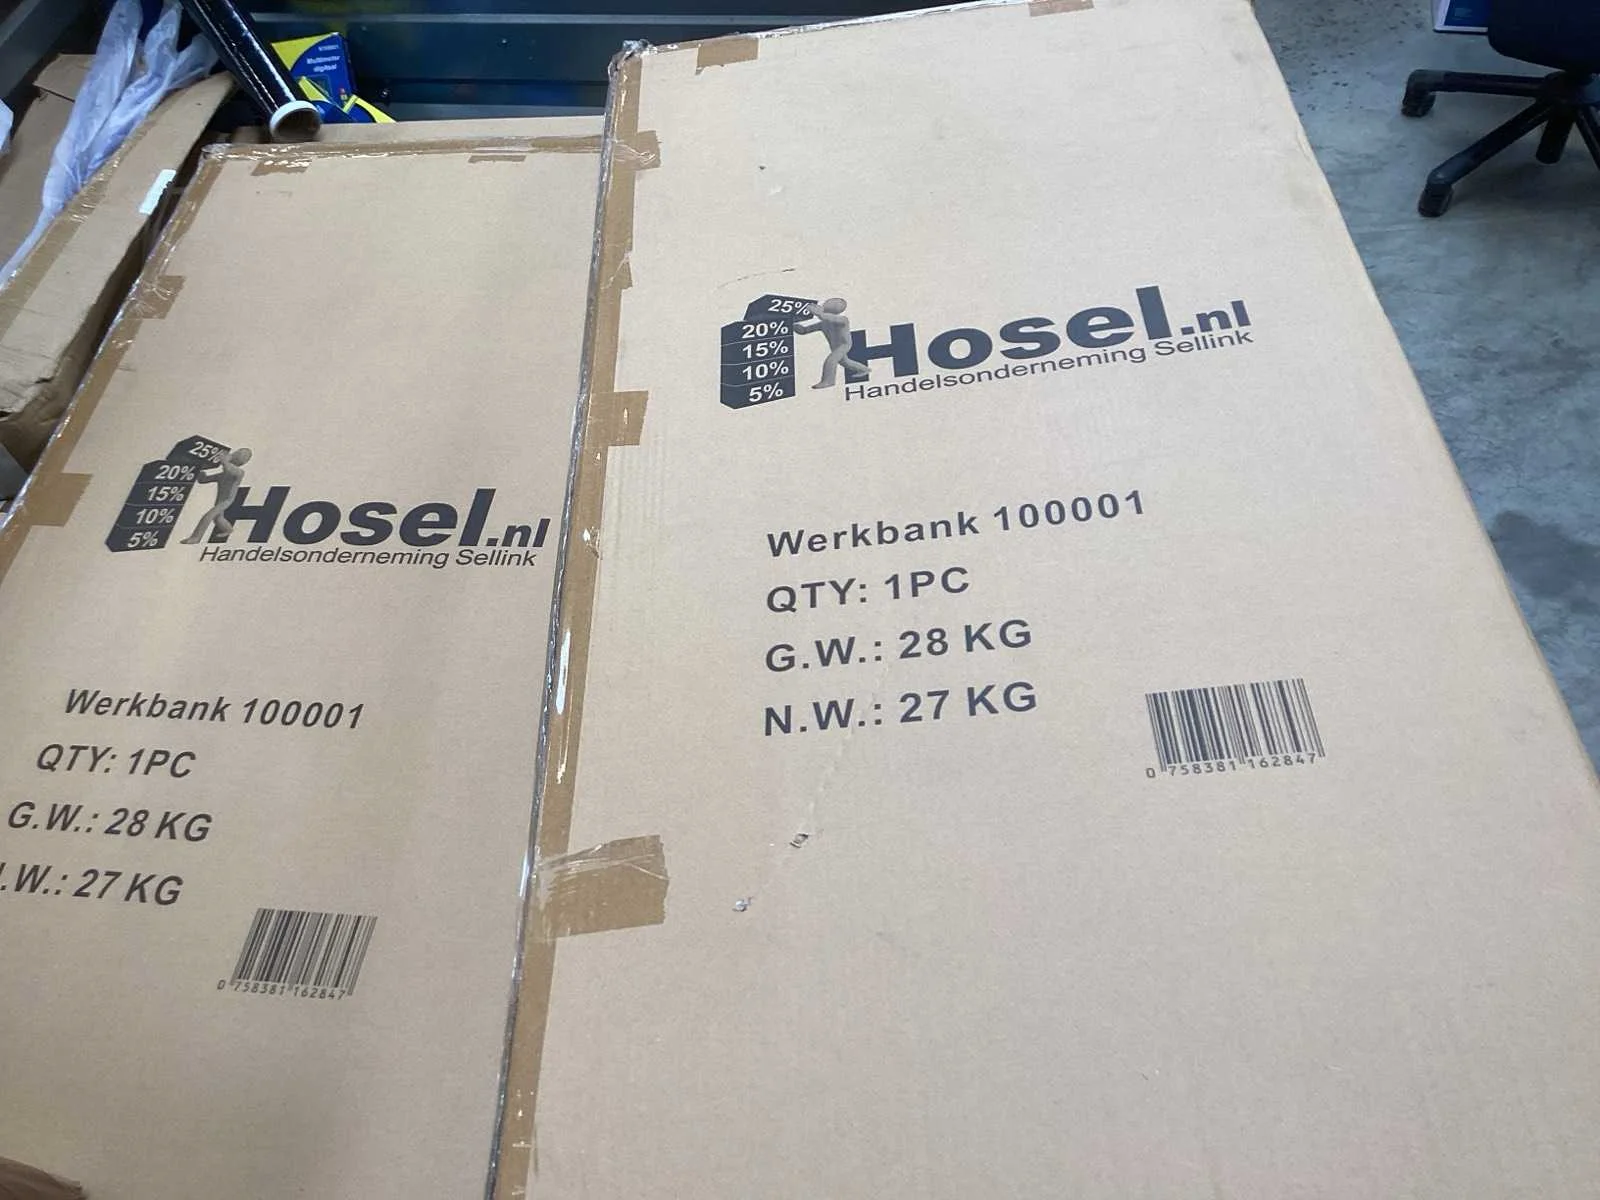 Multimeter
digitaal
25%
20%
15%
10%
5%
Hosel.nl
Handelsonderneming Sellink
Werkbank 100001
QTY: 1PC
G.W.: 28 KG
.W.: 27 KG
0 758381 162847
25%
20%
15%
10%
5%
Hosel.nl
Handelsonderneming Sellink
Werkbank 100001
QTY: 1PC
G.W.: 28 KG
N.W.: 27 KG
0 758381 162847